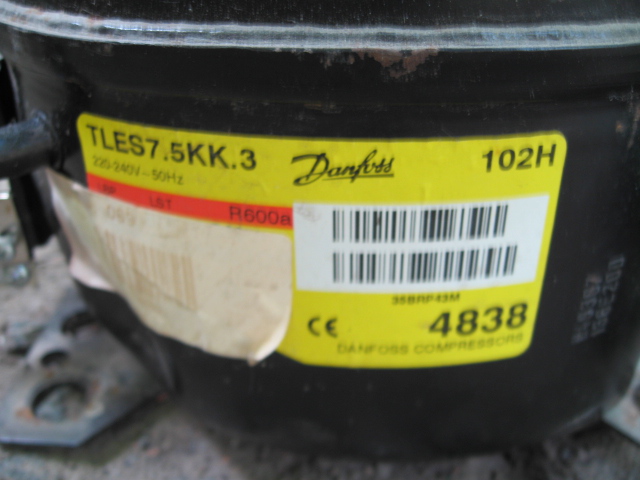 TLES7.5KK.3
Danfoss
102H
220-240V~50Hz
LST
R600a
35BRP43M
CE
4838
DANFOSS COMPRESSORS